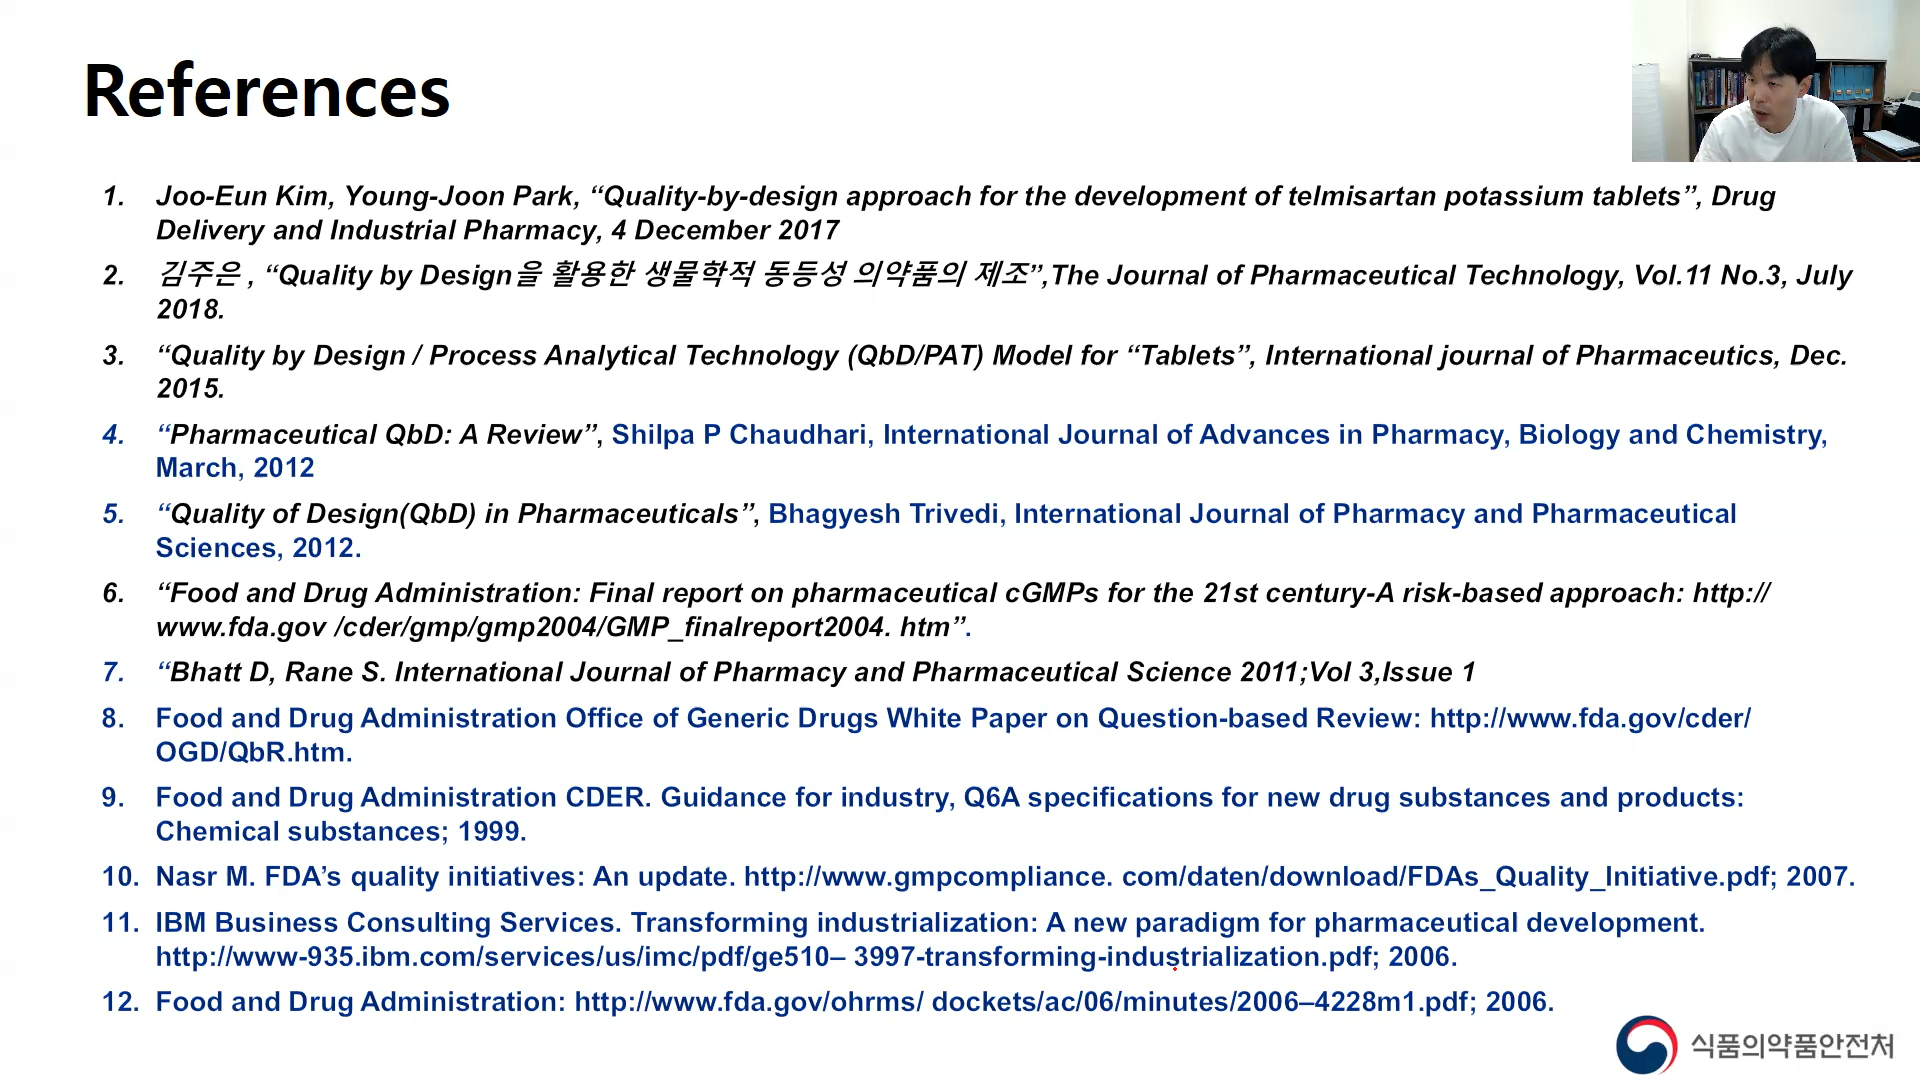 References
1. Joo-Eun Kim, Young-Joon Park, “Quality-by-design approach for the development of telmisartan potassium tablets”, Drug
Delivery and Industrial Pharmacy, 4 December 2017
2. 김주은 , “Quality by Design을 활용한 생물학적 동등성 의약품의 제조”,The Journal of Pharmaceutical Technology, Vol.11 No.3, July
2018.
3. “Quality by Design / Process Analytical Technology (QbD/PAT) Model for “Tablets”, International journal of Pharmaceutics, Dec.
2015.
4. “Pharmaceutical QbD: A Review”, Shilpa P Chaudhari, International Journal of Advances in Pharmacy, Biology and Chemistry,
March, 2012
5. “Quality of Design(QbD) in Pharmaceuticals”, Bhagyesh Trivedi, International Journal of Pharmacy and Pharmaceutical
Sciences, 2012.
6. “Food and Drug Administration: Final report on pharmaceutical cGMPs for the 21st century-A risk-based approach: http://
www.fda.gov /cder/gmp/gmp2004/GMP_finalreport2004. htm”.
7. “Bhatt D, Rane S. International Journal of Pharmacy and Pharmaceutical Science 2011;Vol 3,Issue 1
8. Food and Drug Administration Office of Generic Drugs White Paper on Question-based Review: http://www.fda.gov/cder/
OGD/QbR.htm.
9. Food and Drug Administration CDER. Guidance for industry, Q6A specifications for new drug substances and products:
Chemical substances; 1999.
10. Nasr M. FDA’s quality initiatives: An update. http://www.gmpcompliance. com/daten/download/FDAs_Quality_Initiative.pdf; 2007.
11. IBM Business Consulting Services. Transforming industrialization: A new paradigm for pharmaceutical development.
http://www-935.ibm.com/services/us/imc/pdf/ge510– 3997-transforming-industrialization.pdf; 2006.
12. Food and Drug Administration: http://www.fda.gov/ohrms/ dockets/ac/06/minutes/2006–4228m1.pdf; 2006.
식품의약품안전처